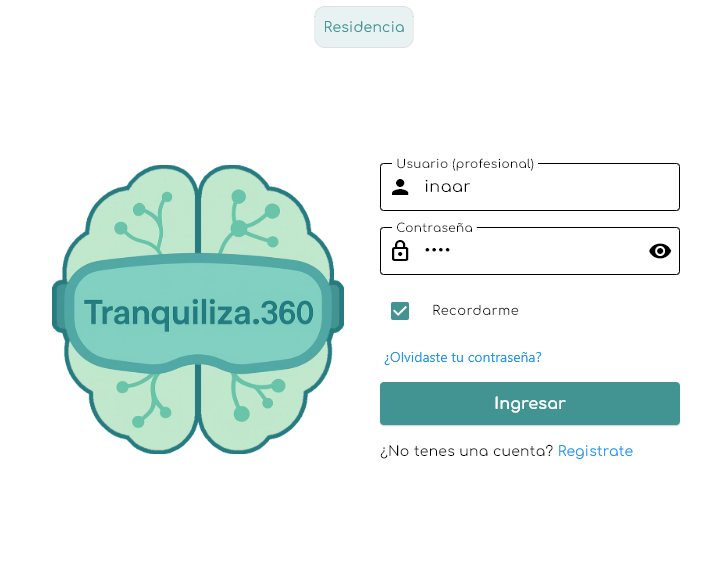 Residencia
Tranquiliza.360
Usuario (profesional)
inaar
Contraseña
••••
Recordarme
¿Olvidaste tu contraseña?
Ingresar
¿No tenes una cuenta? Registrate